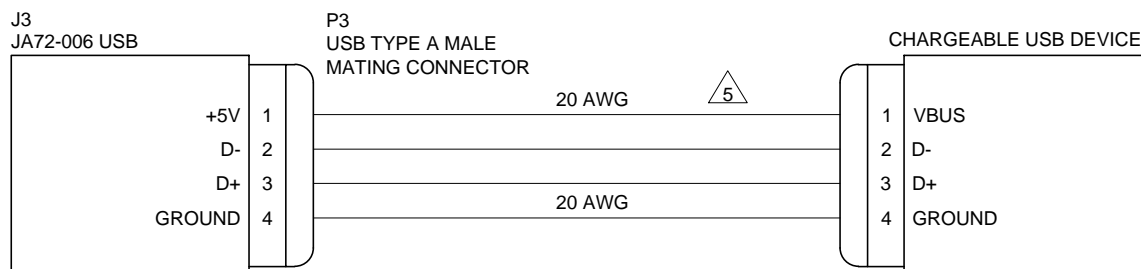 J3
JA72-006 USB
P3
USB TYPE A MALE
MATING CONNECTOR
CHARGEABLE USB DEVICE
20 AWG
5
+5V 1
1 VBUS
D- 2
2 D-
D+ 3
3 D+
20 AWG
GROUND 4
4 GROUND